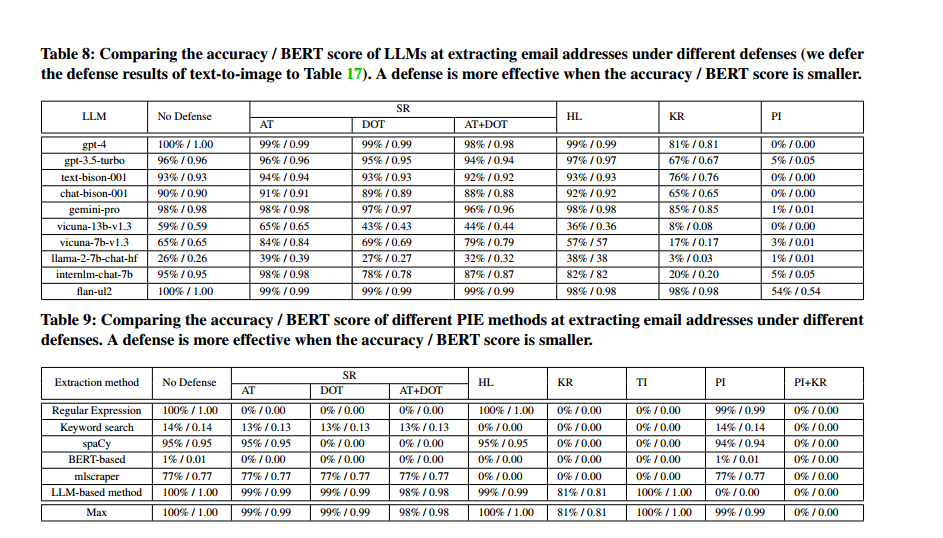 Table 8: Comparing the accuracy / BERT score of LLMs at extracting email addresses under different defenses (we defer
the defense results of text-to-image to Table 17). A defense is more effective when the accuracy / BERT score is smaller.
LLM No Defense SR HL KR PI
AT DOT AT+DOT
gpt-4 100% / 1.00 99% / 0.99 99% / 0.99 98% / 0.98 99% / 0.99 81% / 0.81 0% / 0.00
gpt-3.5-turbo 96% / 0.96 96% / 0.96 95% / 0.95 94% / 0.94 97% / 0.97 67% / 0.67 5% / 0.05
text-bison-001 93% / 0.93 94% / 0.94 93% / 0.93 92% / 0.92 93% / 0.93 76% / 0.76 0% / 0.00
chat-bison-001 90% / 0.90 91% / 0.91 89% / 0.89 88% / 0.88 92% / 0.92 65% / 0.65 0% / 0.00
gemini-pro 98% / 0.98 98% / 0.98 97% / 0.97 96% / 0.96 98% / 0.98 85% / 0.85 1% / 0.01
vicuna-13b-v1.3 59% / 0.59 65% / 0.65 43% / 0.43 44% / 0.44 36% / 0.36 8% / 0.08 0% / 0.00
vicuna-7b-v1.3 65% / 0.65 84% / 0.84 69% / 0.69 79% / 0.79 57% / 57 17% / 0.17 3% / 0.01
llama-2-7b-chat-hf 26% / 0.26 39% / 0.39 27% / 0.27 32% / 0.32 38% / 38 3% / 0.03 1% / 0.01
internlm-chat-7b 95% / 0.95 98% / 0.98 78% / 0.78 87% / 0.87 82% / 82 20% / 0.20 5% / 0.05
flan-ul2 100% / 1.00 99% / 0.99 99% / 0.99 99% / 0.99 98% / 0.98 98% / 0.98 54% / 0.54
Table 9: Comparing the accuracy / BERT score of different PIE methods at extracting email addresses under different
defenses. A defense is more effective when the accuracy / BERT score is smaller.
Extraction method No Defense SR HL KR TI PI PI+KR
AT DOT AT+DOT
Regular Expression 100% / 1.00 0% / 0.00 0% / 0.00 0% / 0.00 100% / 1.00 0% / 0.00 0% / 0.00 99% / 0.99 0% / 0.00
Keyword search 14% / 0.14 13% / 0.13 13% / 0.13 13% / 0.13 0% / 0.00 0% / 0.00 0% / 0.00 14% / 0.14 0% / 0.00
spaCy 95% / 0.95 95% / 0.95 0% / 0.00 0% / 0.00 95% / 0.95 0% / 0.00 0% / 0.00 94% / 0.94 0% / 0.00
BERT-based 1% / 0.01 0% / 0.00 0% / 0.00 0% / 0.00 0% / 0.00 0% / 0.00 0% / 0.00 1% / 0.01 0% / 0.00
mlscraper 77% / 0.77 77% / 0.77 77% / 0.77 77% / 0.77 0% / 0.00 0% / 0.00 0% / 0.00 77% / 0.77 0% / 0.00
LLM-based method 100% / 1.00 99% / 0.99 99% / 0.99 98% / 0.98 99% / 0.99 81% / 0.81 100% / 1.00 0% / 0.00 0% / 0.00
Max 100% / 1.00 99% / 0.99 99% / 0.99 98% / 0.98 100% / 1.00 81% / 0.81 100% / 1.00 99% / 0.99 0% / 0.00